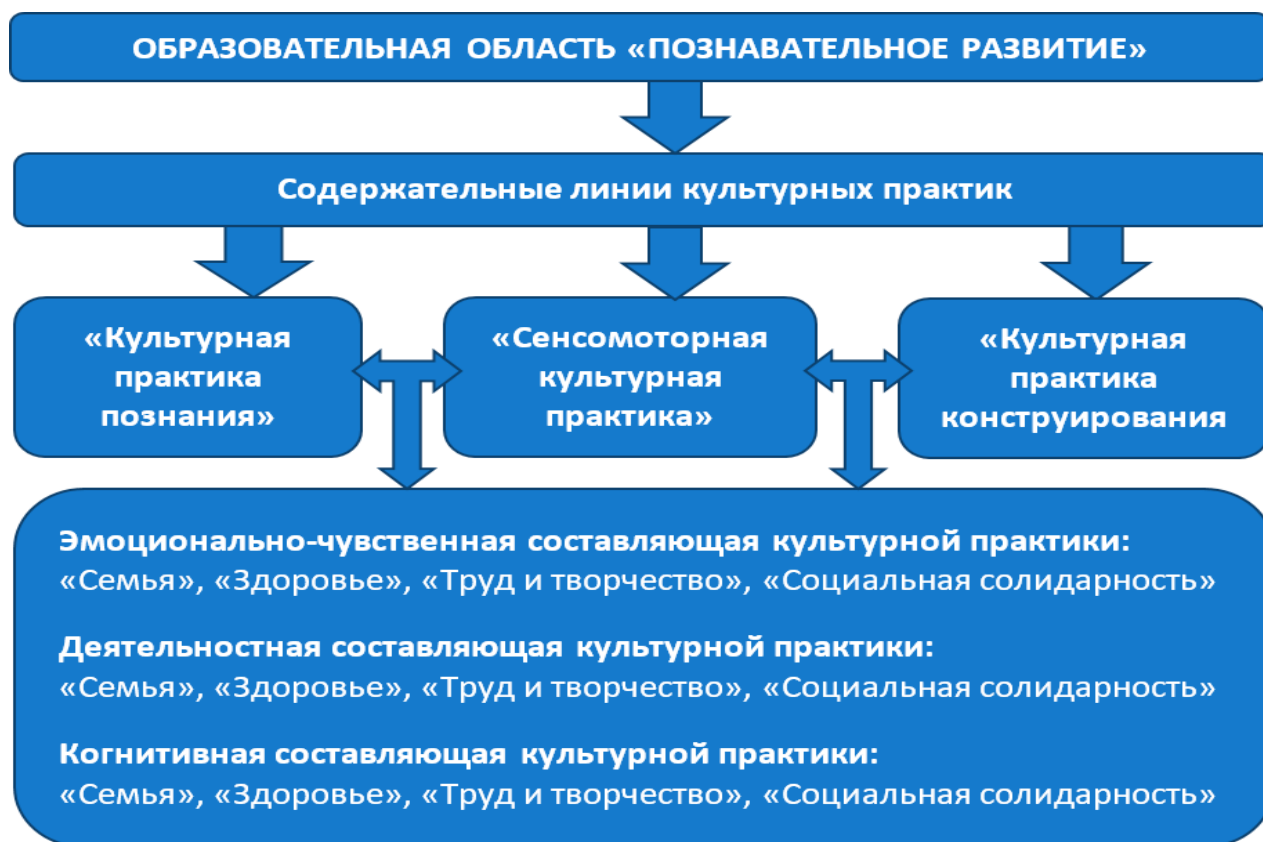 ОБРАЗОВАТЕЛЬНАЯ ОБЛАСТЬ «ПОЗНАВАТЕЛЬНОЕ РАЗВИТИЕ»
Содержательные линии культурных практик
«Культурная
практика
познания»
«Сенсомоторная
культурная
практика»
«Культурная
практика
конструирования
Эмоционально-чувственная составляющая культурной практики:
«Семья», «Здоровье», «Труд и творчество», «Социальная солидарность»
Деятельностная составляющая культурной практики:
«Семья», «Здоровье», «Труд и творчество», «Социальная солидарность»
Когнитивная составляющая культурной практики:
«Семья», «Здоровье», «Труд и творчество», «Социальная солидарность»